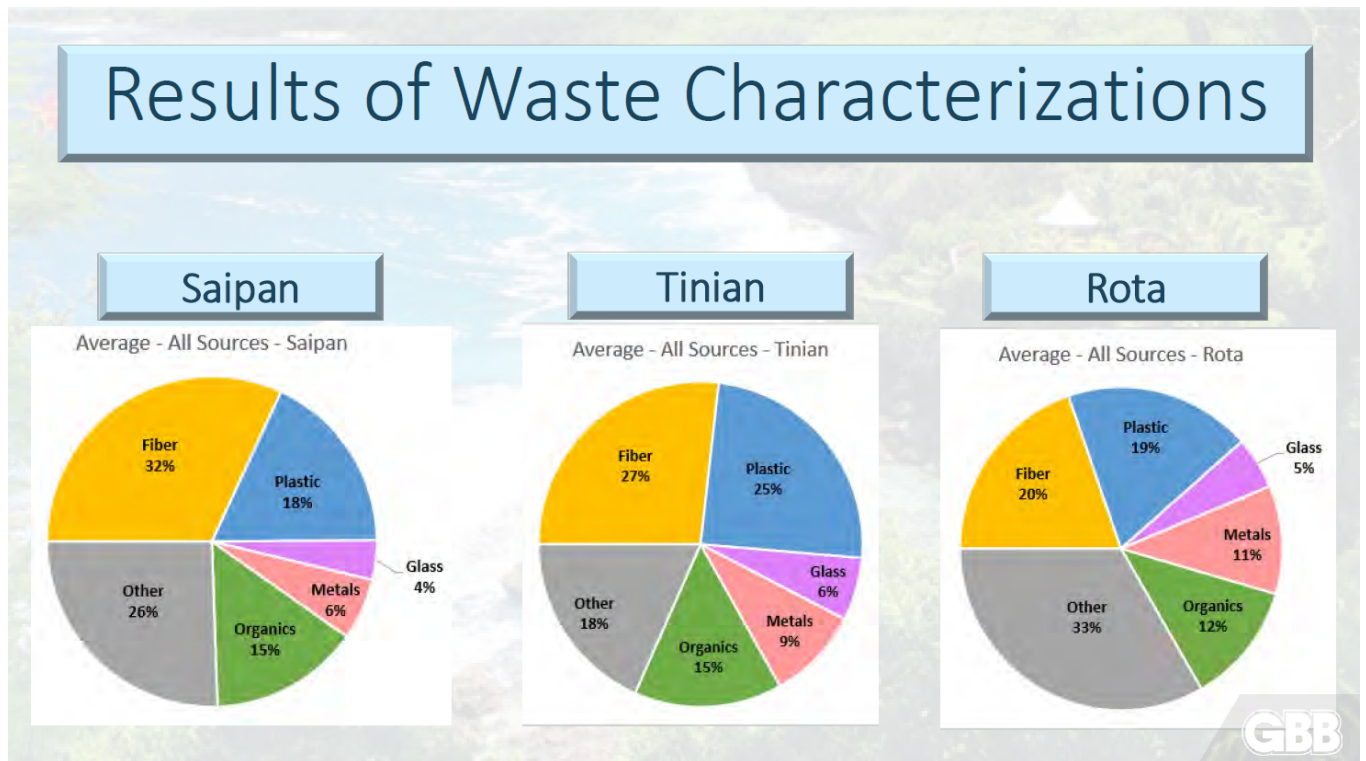 Results of Waste Characterizations
Saipan
Average - All Sources - Saipan
Fiber
32%
Plastic
18%
Glass
4%
Metals
6%
Organics
15%
Other
26%
Tinian
Average - All Sources - Tinian
Fiber
27%
Plastic
25%
Glass
6%
Metals
9%
Organics
15%
Other
18%
Rota
Average - All Sources - Rota
Fiber
20%
Plastic
19%
Glass
5%
Metals
11%
Organics
12%
Other
33%
GBB